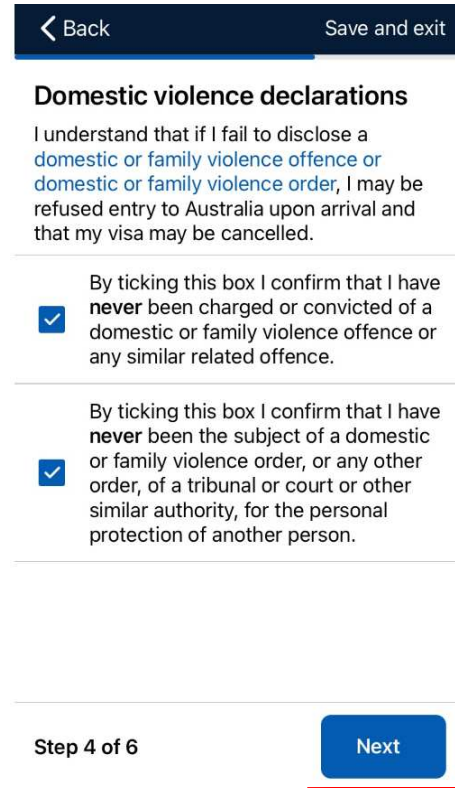 Back
Save and exit
Domestic violence declarations
I understand that if I fail to disclose a
domestic or family violence offence or
domestic or family violence order, I may be
refused entry to Australia upon arrival and
that my visa may be cancelled.
By ticking this box I confirm that I have
never been charged or convicted of a
domestic or family violence offence or
any similar related offence.
By ticking this box I confirm that I have
never been the subject of a domestic
or family violence order, or any other
order, of a tribunal or court or other
similar authority, for the personal
protection of another person.
Step 4 of 6
Next